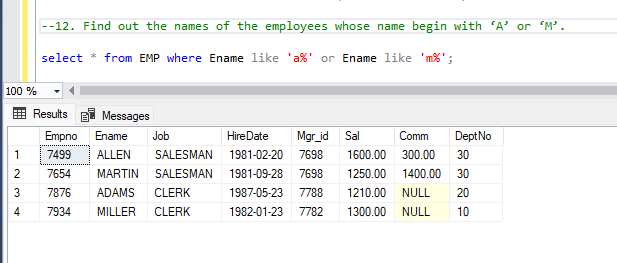 --12. Find out the names of the employees whose name begin with ‘A’ or ‘M’.
select * from EMP where Ename like 'a%' or Ename like 'm%';
100 %
Results Messages
Empno Ename Job HireDate Mgr_id Sal Comm DeptNo
1 7499 ALLEN SALESMAN 1981-02-20 7698 1600.00 300.00 30
2 7654 MARTIN SALESMAN 1981-09-28 7698 1250.00 1400.00 30
3 7876 ADAMS CLERK 1987-05-23 7788 1210.00 NULL 20
4 7934 MILLER CLERK 1982-01-23 7782 1300.00 NULL 10